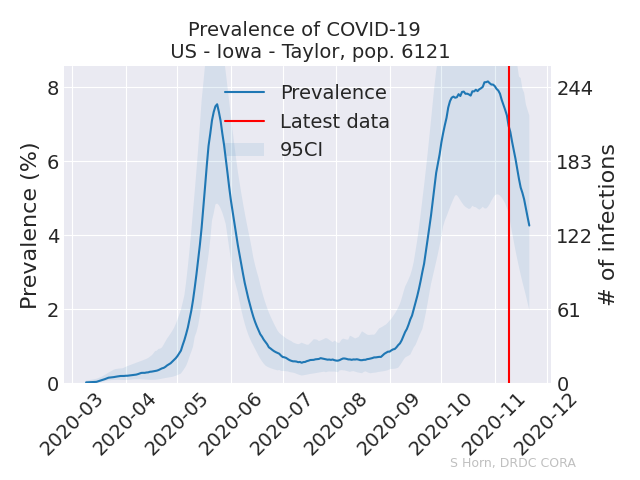 Prevalence of COVID-19
US - Iowa - Taylor, pop. 6121
Prevalence
Latest data
95CI
Prevalence (%)
8
6
4
2
0
# of infections
244
183
122
61
0
2020-03
2020-04
2020-05
2020-06
2020-07
2020-08
2020-09
2020-10
2020-11
2020-12
S Horn, DRDC CORA